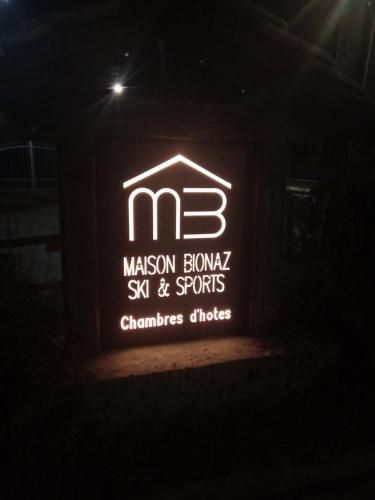 MB
MAISON BIONAZ
SKI & SPORTS
Chambres d'hotes